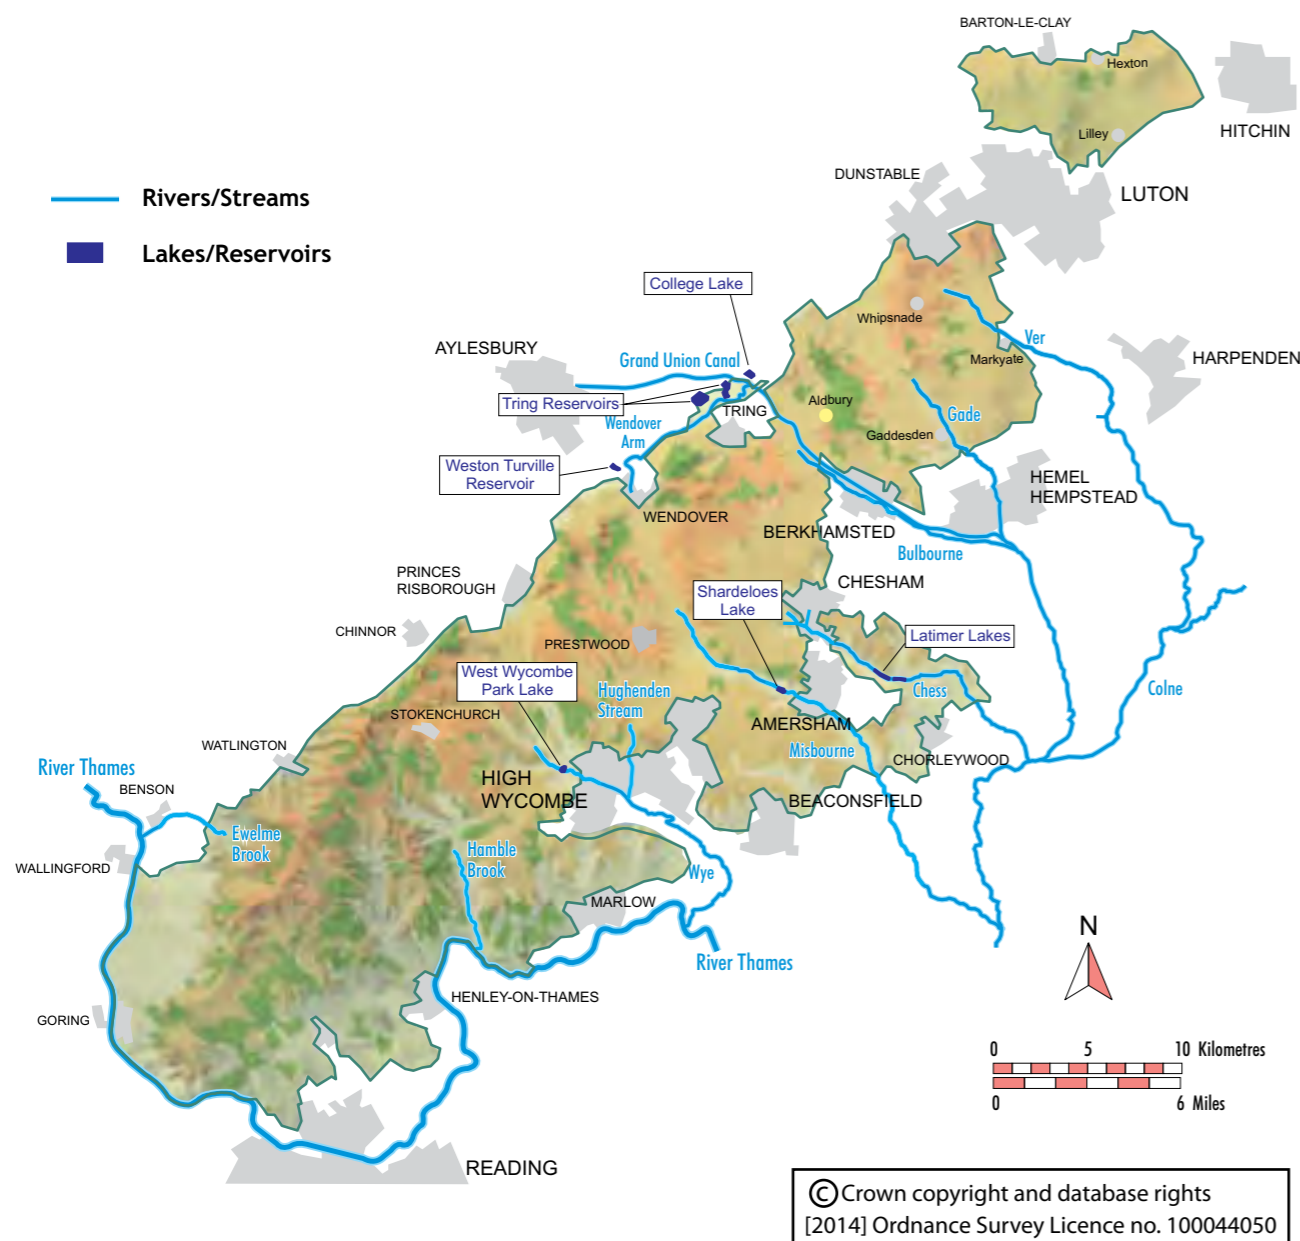 BARTON-LE-CLAY
Hexton
HITCHIN
Lilley
DUNSTABLE
LUTON
Rivers/Streams
Lakes/Reservoirs
College Lake
Whipsnade
Ver
Markyate
HARPENDEN
AYLESBURY
Grand Union Canal
Tring Reservoirs
TRING
Aldbury
Gade
Gaddesden
Wendover
Arm
Weston Turville
Reservoir
HEMEL
HEMPSTEAD
WENDOVER
BERKHAMSTED
Bulbourne
PRINCES
RISBOROUGH
CHESHAM
Shardeloes
Lake
CHINNOR
PRESTWOOD
Latimer Lakes
West Wycombe
Park Lake
Hughenden
Stream
Chess
Colne
STOKENCHURCH
AMERSHAM
Misbourne
WATLINGTON
CHORLEYWOOD
River Thames
BENSON
HIGH
WYCOMBE
BEACONSFIELD
Ewelme
Brook
Hamble
Brook
WALLINGFORD
Wye
MARLOW
N
River Thames
HENLEY-ON-THAMES
GORING
0 5 10 Kilometres
0 6 Miles
READING
© Crown copyright and database rights
[2014] Ordnance Survey Licence no. 100044050